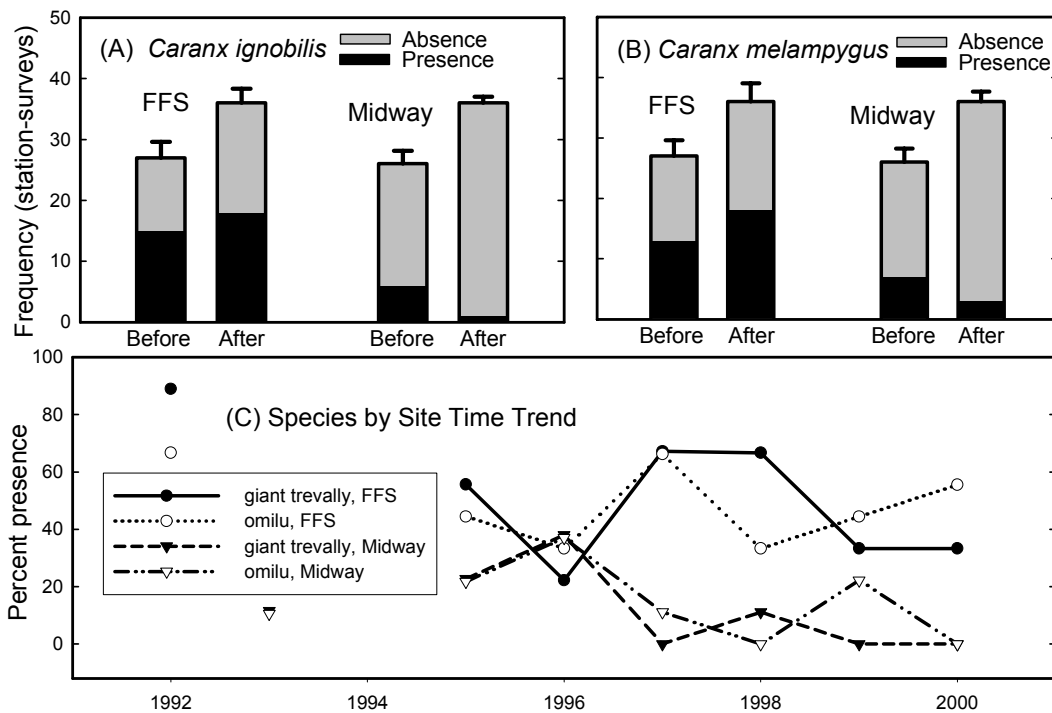 50
40
30
20
10
0
Frequency (station-surveys)
(A) Caranx ignobilis
Absence
Presence
FFS
Midway
Before After Before After
(B) Caranx melampygus
Absence
Presence
FFS
Midway
Before After Before After
100
80
60
40
20
0
Percent presence
(C) Species by Site Time Trend
giant trevally, FFS
omilu, FFS
giant trevally, Midway
omilu, Midway
1992 1994 1996 1998 2000